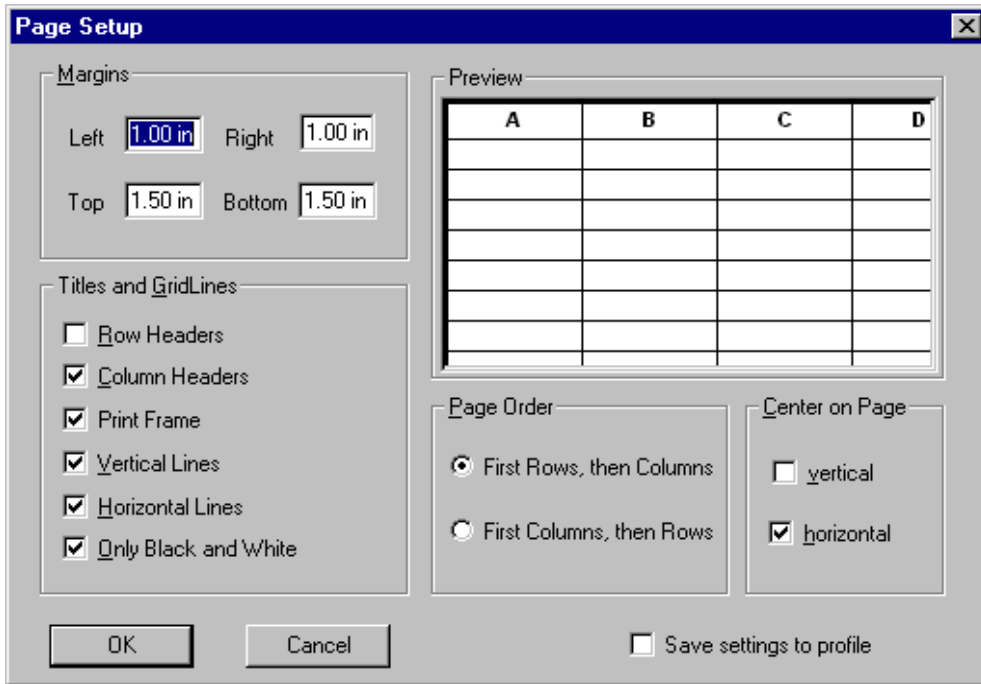 Page Setup
Margins
Left 1.00 in Right 1.00 in
Top 1.50 in Bottom 1.50 in
Titles and GridLines
Row Headers
Column Headers
Print Frame
Vertical Lines
Horizontal Lines
Only Black and White
Preview
A B C D
Page Order
First Rows, then Columns
First Columns, then Rows
Center on Page
vertical
horizontal
OK Cancel Save settings to profile